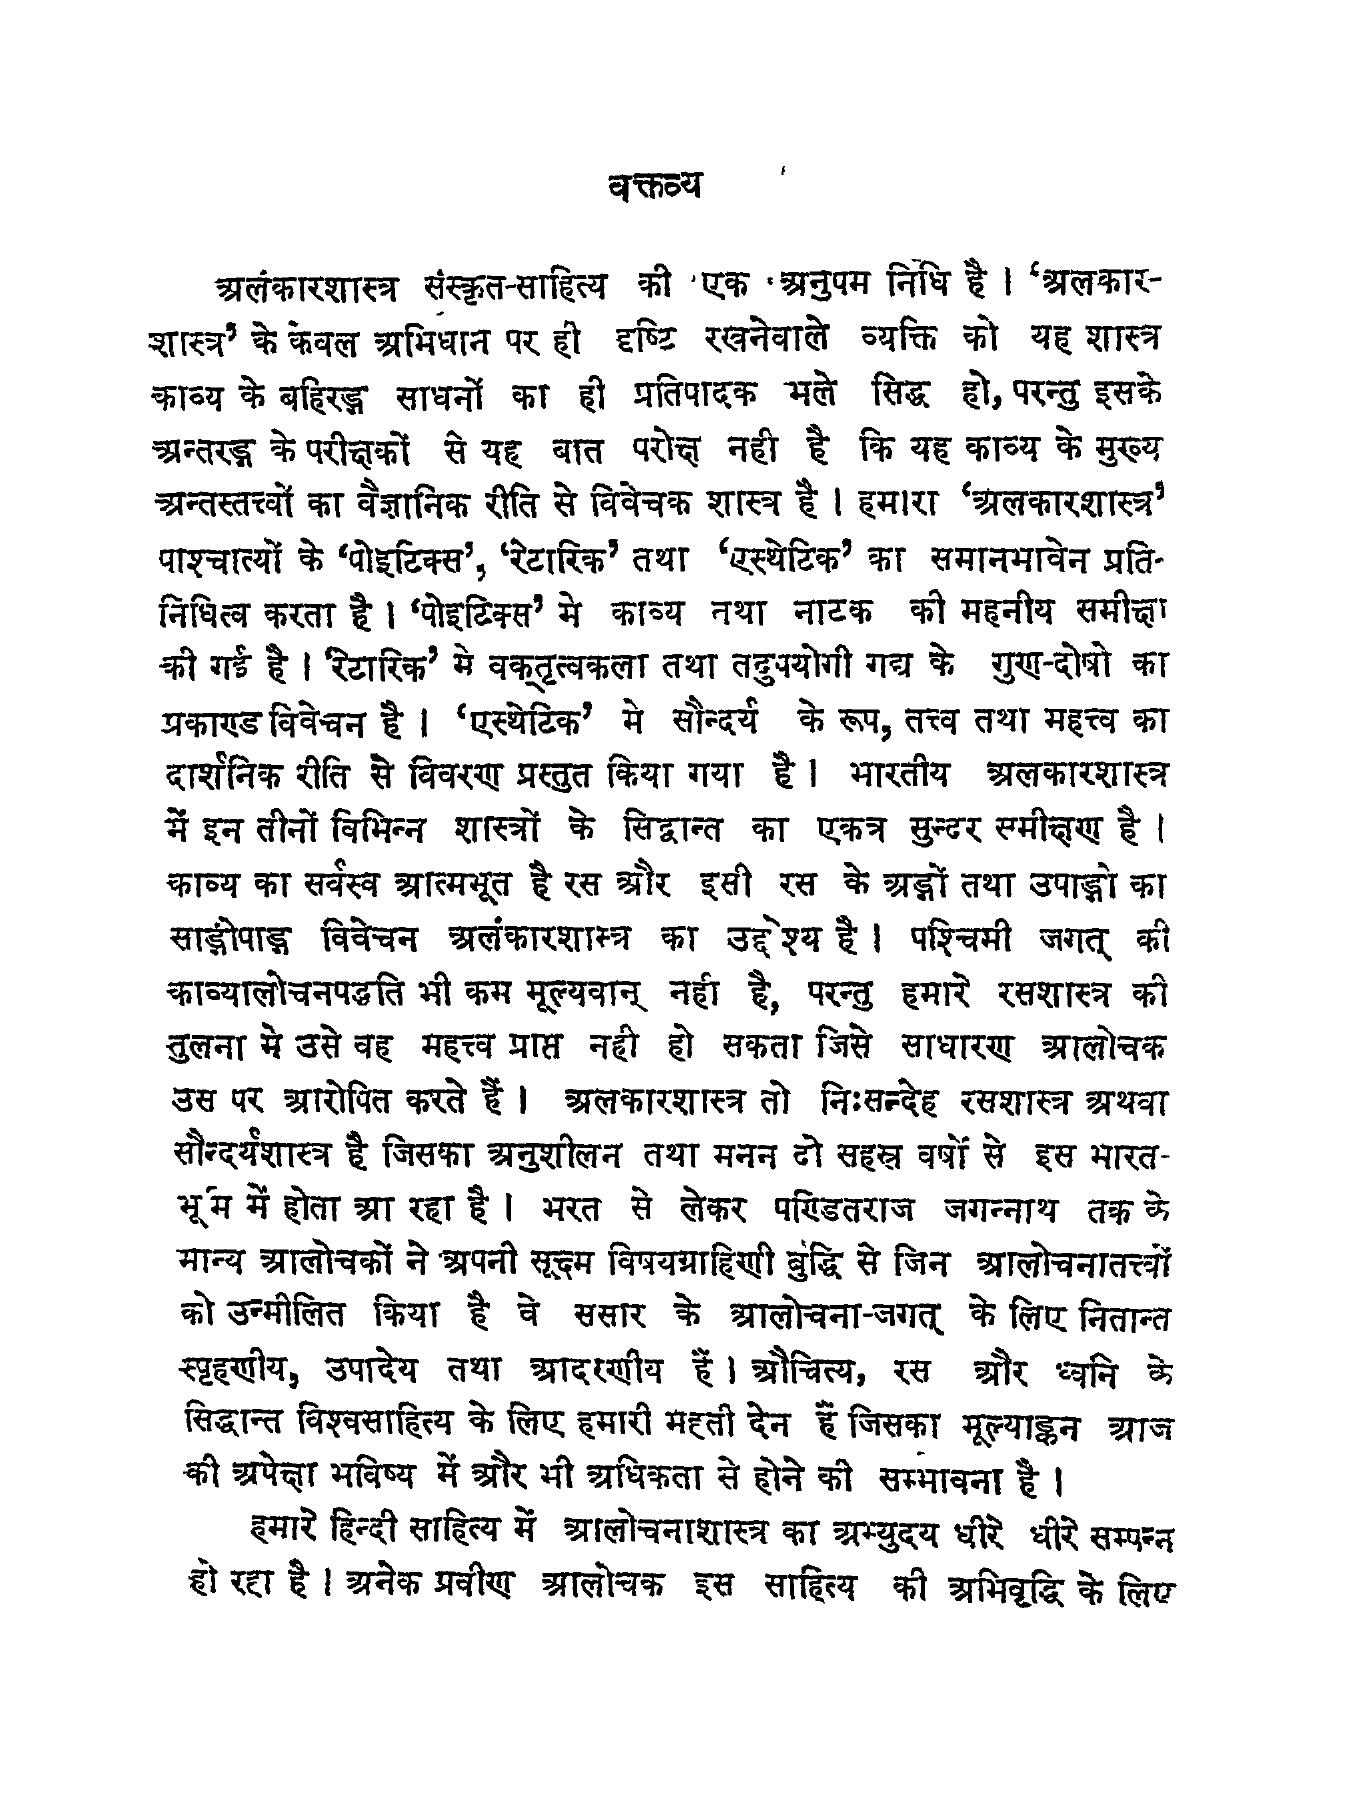 वक्तव्य
अलंकारशास्त्र संस्कृत-साहित्य की एक अनुपम निधि है। ‘अलकार-
शास्त्र’ के केवल अभिधान पर ही दृष्टि रखनेवाले व्यक्ति को यह शास्त्र
काव्य के बहिरङ्ग साधनों का ही प्रतिपादक भले सिद्ध हो, परन्तु इसके
अन्तरङ्ग के परीक्षकों से यह बात परोक्ष नही है कि यह काव्य के मुख्य
अन्तस्तत्त्वों का वैज्ञानिक रीति से विवेचक शास्त्र है। हमारा ‘अलकारशास्त्र’
पाश्चात्यों के ‘पोइटिक्स’, ‘रेटारिक’ तथा ‘एस्थेटिक’ का समानभावेन प्रति-
निधित्व करता है। ‘पोइटिक्स’ मे काव्य तथा नाटक की महनीय समीक्षा
की गई है। ‘रेटारिक’ मे वक्तृत्वकला तथा तदुपयोगी गद्य के गुण-दोषो का
प्रकाण्ड विवेचन है। ‘एस्थेटिक’ मे सौन्दर्य के रूप, तत्त्व तथा महत्त्व का
दार्शनिक रीति से विवरण प्रस्तुत किया गया है। भारतीय अलकारशास्त्र
में इन तीनों विभिन्न शास्त्रों के सिद्वान्त का एकत्र सुन्दर समीक्षण है।
काव्य का सर्वस्व आत्मभूत है रस और इसी रस के अङ्गों तथा उपाङ्गो का
साङ्गोपाङ्ग विवेचन अलंकारशास्त्र का उद्देश्य है। पश्चिमी जगत् की
काव्यालोचनपद्धति भी कम मूल्यवान् नहीं है, परन्तु हमारे रसशास्त्र की
तुलना मे उसे वह महत्त्व प्राप्त नही हो सकता जिसे साधारण आलोचक
उस पर आरोपित करते हैं। अलकारशास्त्र तो निःसन्देह रसशास्त्र अथवा
सौन्दर्यशास्त्र है जिसका अनुशीलन तथा मनन दो सहस्र वर्षों से इस भारत-
भूमि में होता आ रहा है। भरत से लेकर पण्डितराज जगन्नाथ तक के
मान्य आलोचकों ने अपनी सूक्ष्म विषयग्राहिणी बुद्धि से जिन आलोचनातत्त्वों
को उन्मीलित किया है वे ससार के आलोचना-जगत् के लिए नितान्त
स्पृहणीय, उपादेय तथा आदरणीय हैं। औचित्य, रस और ध्वनि के
सिद्वान्त विश्वसाहित्य के लिए हमारी महती देन हैं जिसका मूल्याङ्कन आज
की अपेक्षा भविष्य में और भी अधिकता से होने की सम्भावना है।
हमारे हिन्दी साहित्य में आलोचनाशास्त्र का अभ्युदय धीरे धीरे सम्पन्न
हो रहा है। अनेक प्रवीण आलोचक इस साहित्य की अभिवृद्धि के लिए